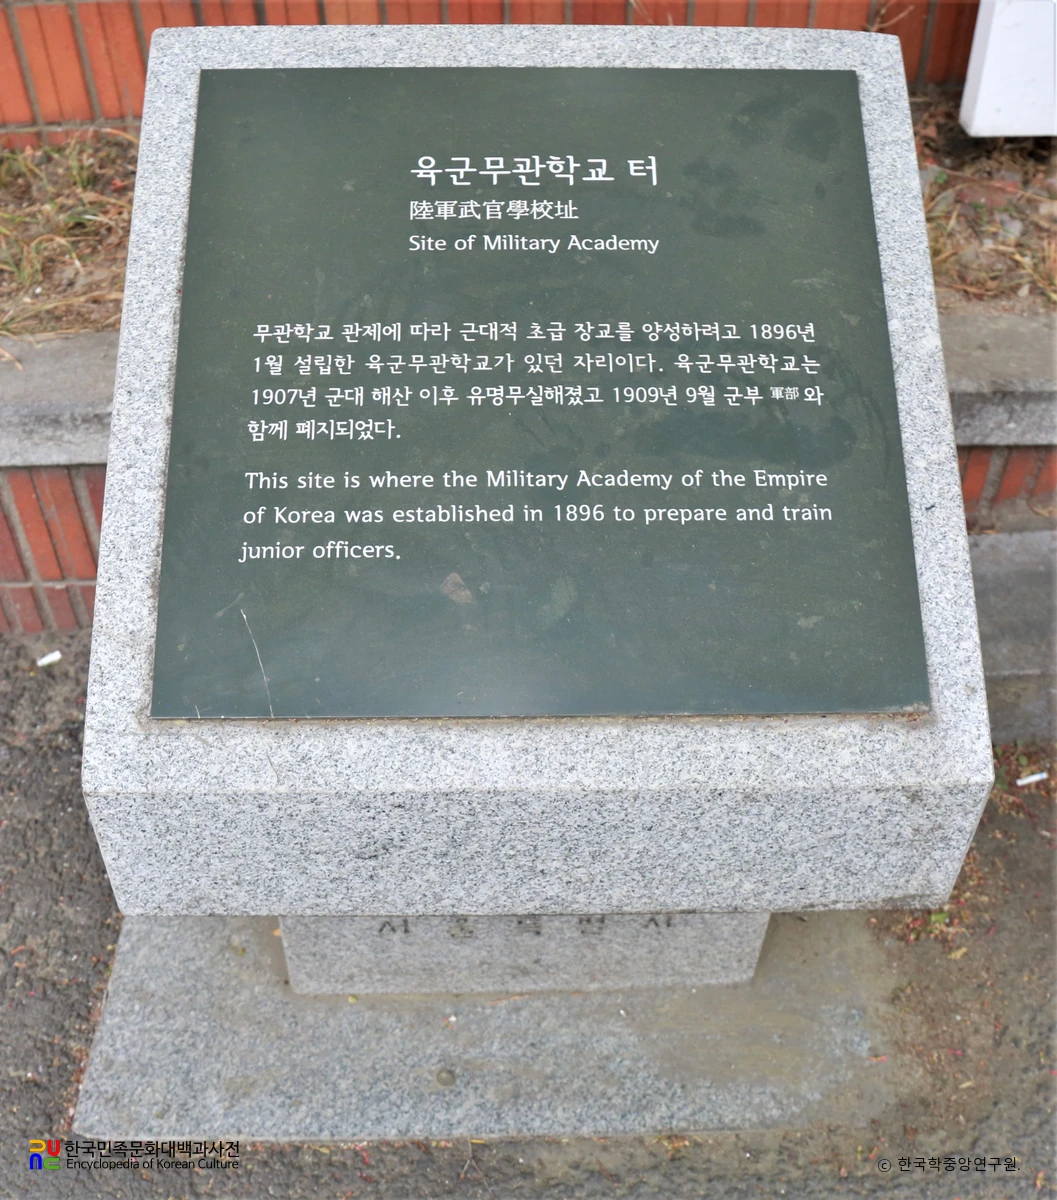 육군무관학교 터
陸軍武官學校址
Site of Military Academy
무관학교 관제에 따라 근대적 초급 장교를 양성하려고 1896년
1월 설립한 육군무관학교가 있던 자리이다. 육군무관학교는
1907년 군대 해산 이후 유명무실해졌고 1909년 9월 군부 軍部 와
함께 폐지되었다.
This site is where the Military Academy of the Empire
of Korea was established in 1896 to prepare and train
junior officers.
한국민족문화대백과사전
Encyclopedia of Korean Culture
ⓒ 한국학중앙연구원.